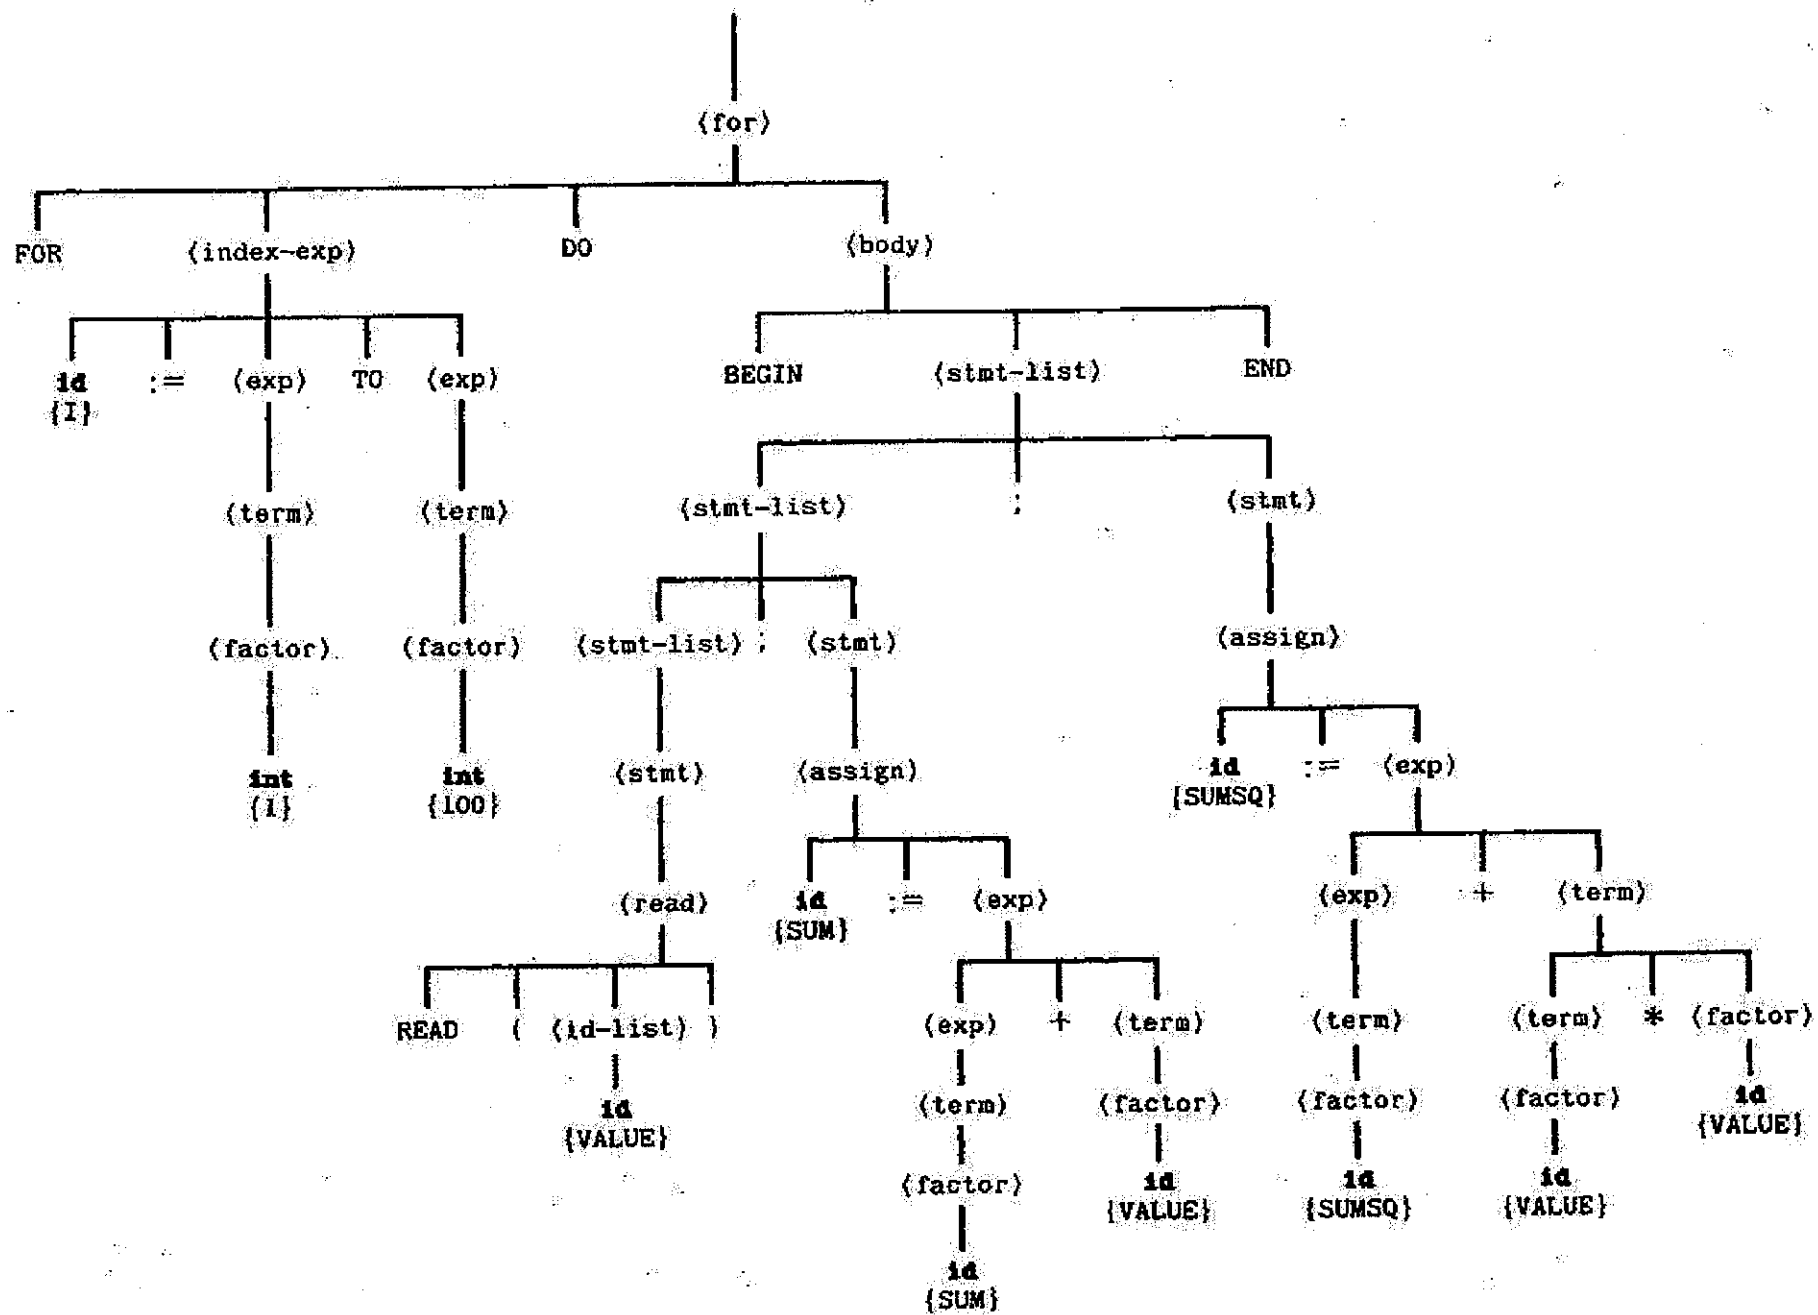 ⟨for⟩
FOR ⟨index-exp⟩ DO ⟨body⟩
id := ⟨exp⟩ TO ⟨exp⟩ BEGIN ⟨stmt-list⟩ END
{I}
⟨term⟩ ⟨term⟩ ⟨stmt-list⟩ ; ⟨stmt⟩
⟨factor⟩ ⟨factor⟩ ⟨stmt-list⟩ ; ⟨stmt⟩ ⟨assign⟩
int int ⟨stmt⟩ ⟨assign⟩ id := ⟨exp⟩
{1} {100} {SUMSQ}
⟨read⟩ id := ⟨exp⟩ ⟨exp⟩ + ⟨term⟩
{SUM}
READ ( ⟨id-list⟩ ) ⟨exp⟩ + ⟨term⟩ ⟨term⟩ ⟨term⟩ * ⟨factor⟩
id ⟨term⟩ ⟨factor⟩ ⟨factor⟩ ⟨factor⟩ id
{VALUE} {VALUE}
⟨factor⟩ id id id
{VALUE} {SUMSQ} {VALUE}
id
{SUM}